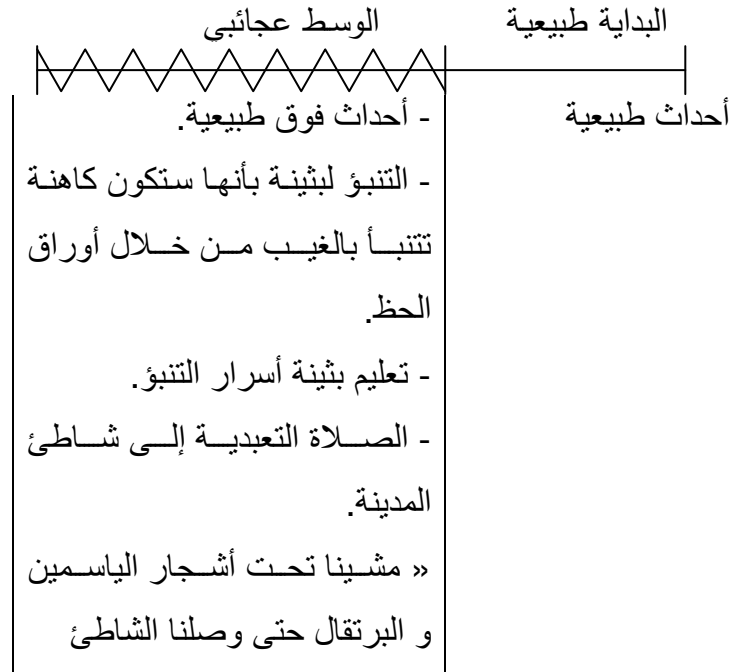 البداية طبيعية
الوسط عجائبي
أحداث طبيعية
- أحداث فوق طبيعية.
- التنبؤ لبثينة بأنها ستكون كاهنة
تتنبأ بالغيب من خلال أوراق
الحظ.
- تعليم بثينة أسرار التنبؤ.
- الصلاة التعبدية إلى شاطئ
المدينة.
« مشينا تحت أشجار الياسمين
و البرتقال حتى وصلنا الشاطئ